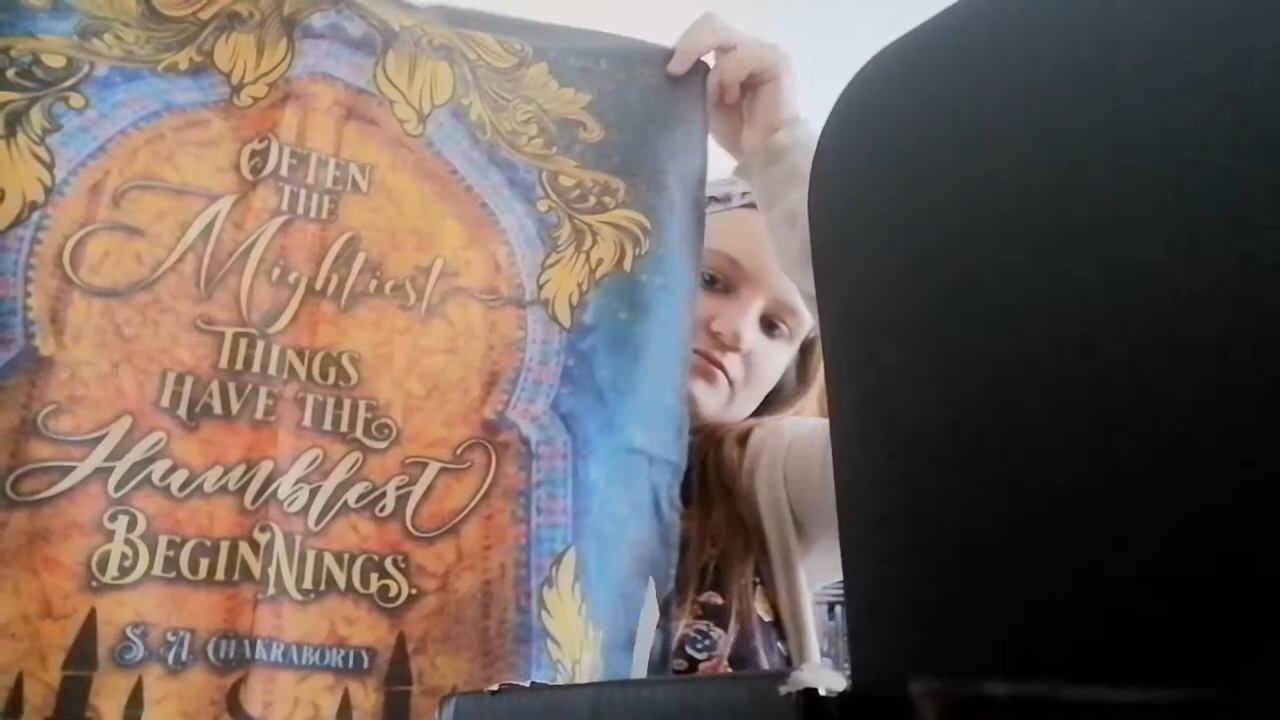 OFTEN
THE
Mightiest
THINGS
HAVE THE
Humblest
BEGINNINGS.
S. A. CHAKRABORTY